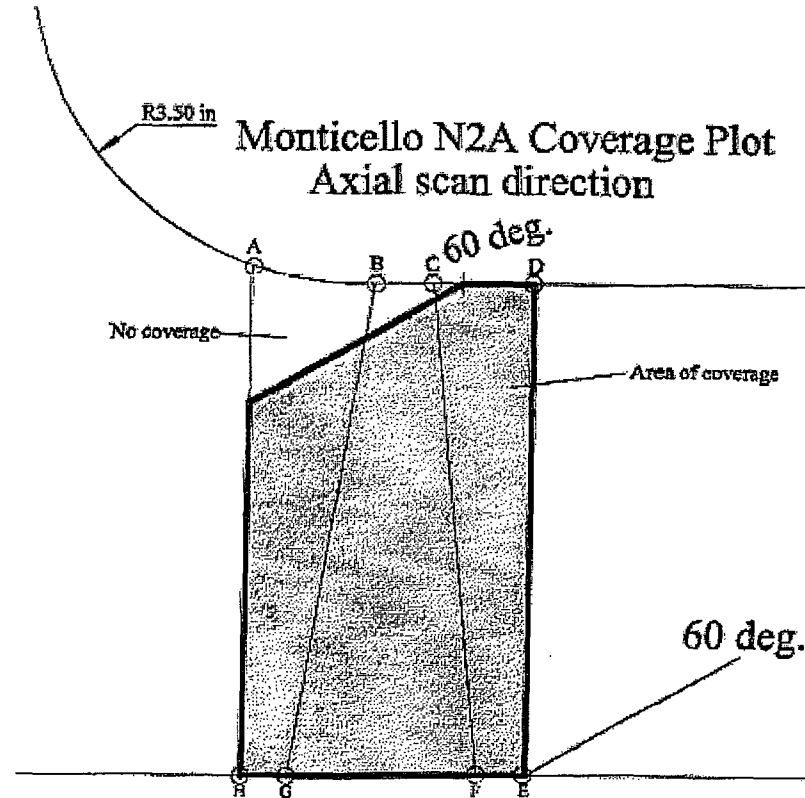 R3.50 in
Monticello N2A Coverage Plot
Axial scan direction
60 deg.
A
B
C
D
No coverage
Area of coverage
60 deg.
H
G
F
E